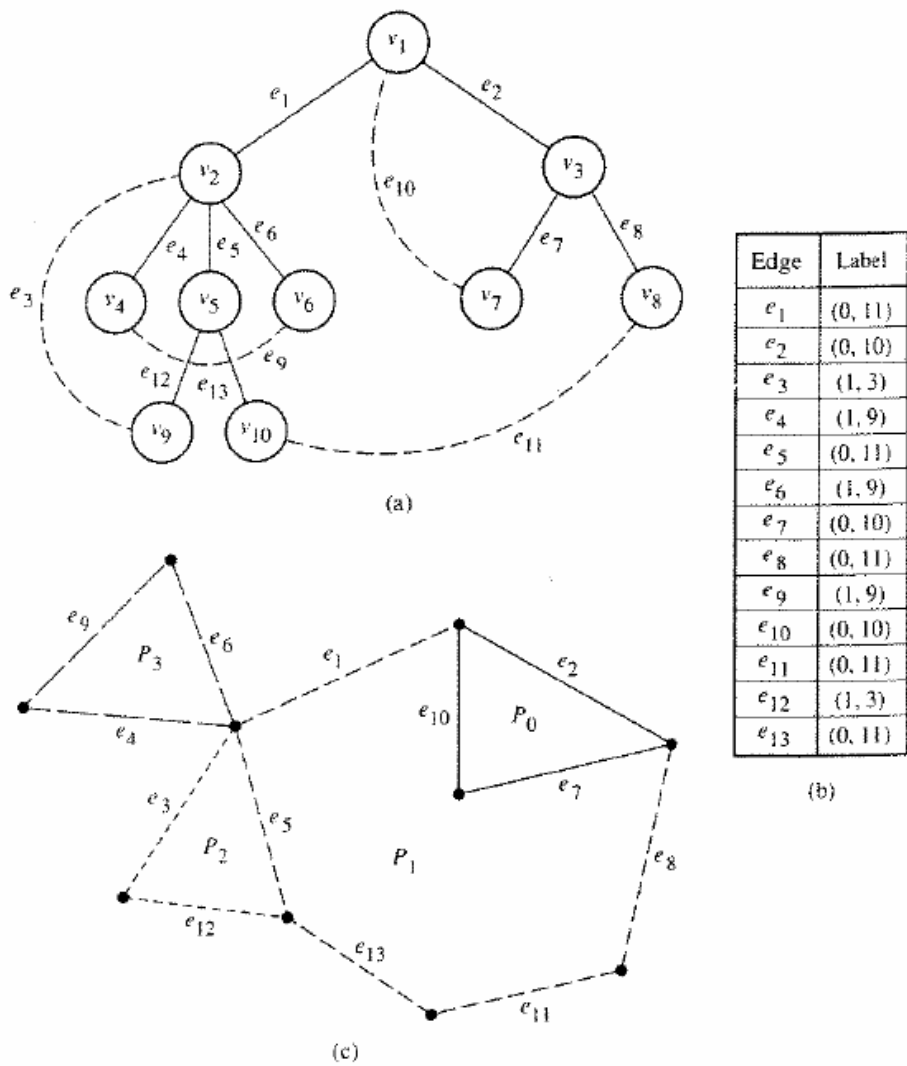 v1
e1
e2
v2
v3
e10
e4
e5
e6
e7
e8
e3
v4
v5
v6
v7
v8
e9
e12
e13
v9
v10
e11
(a)
Edge Label
e1 (0, 11)
e2 (0, 10)
e3 (1, 3)
e4 (1, 9)
e5 (0, 11)
e6 (1, 9)
e7 (0, 10)
e8 (0, 11)
e9 (1, 9)
e10 (0, 10)
e11 (0, 11)
e12 (1, 3)
e13 (0, 11)
(b)
e9
e6
P3
e4
e1
e2
e10
P0
e7
e3
e5
P2
P1
e8
e12
e13
e11
(c)